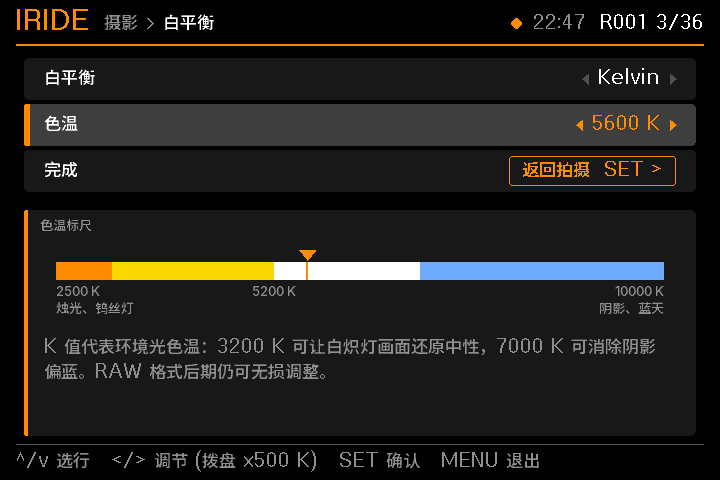 IRIDE 摄影 > 白平衡 ◆ 22:47 R001 3/36
白平衡 Kelvin
色温 5600 K
完成 返回拍摄 SET >
色温标尺
2500 K 5200 K 10000 K
烛光、钨丝灯 阴影、蓝天
K 值代表环境光色温：3200 K 可让白炽灯画面还原中性，7000 K 可消除阴影
偏蓝。RAW 格式后期仍可无损调整。
^/v 选行 </> 调节 (拨盘 x500 K) SET 确认 MENU 退出